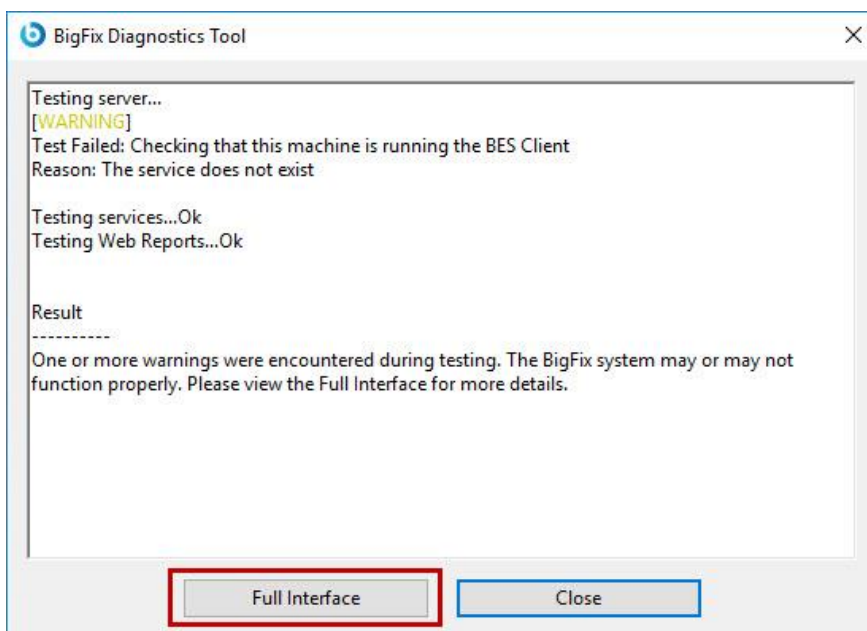 BigFix Diagnostics Tool
Testing server...
[WARNING]
Test Failed: Checking that this machine is running the BES Client
Reason: The service does not exist
Testing services...Ok
Testing Web Reports...Ok
Result
----------
One or more warnings were encountered during testing. The BigFix system may or may not
function properly. Please view the Full Interface for more details.
Full Interface
Close